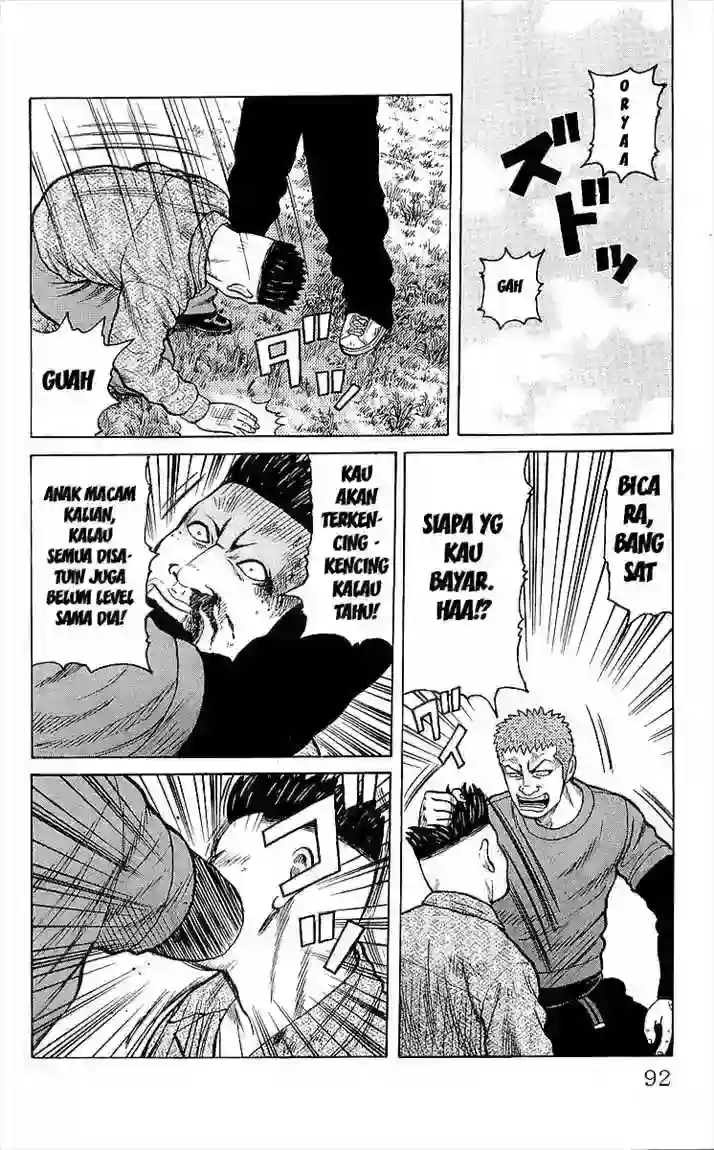 ORYAA
ズドッ
GAH
GUAH
ダッ
BICA
RA,
BANG
SAT
SIAPA YG
KAU
BAYAR.
HAA!?
グイ
KAU
AKAN
TERKEN-
CING -
KENCING
KALAU
TAHU!
ANAK MACAM
KALIAN,
KALAU
SEMUA DISA-
TUIN JUGA
BELUM LEVEL
SAMA DIA!
92